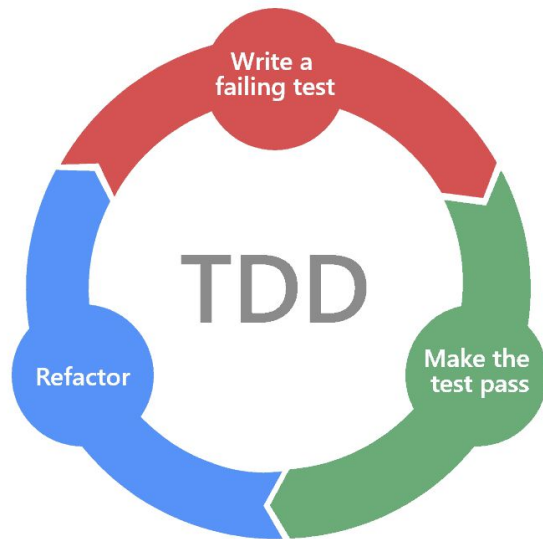 Write a
failing test
TDD
Make the
test pass
Refactor